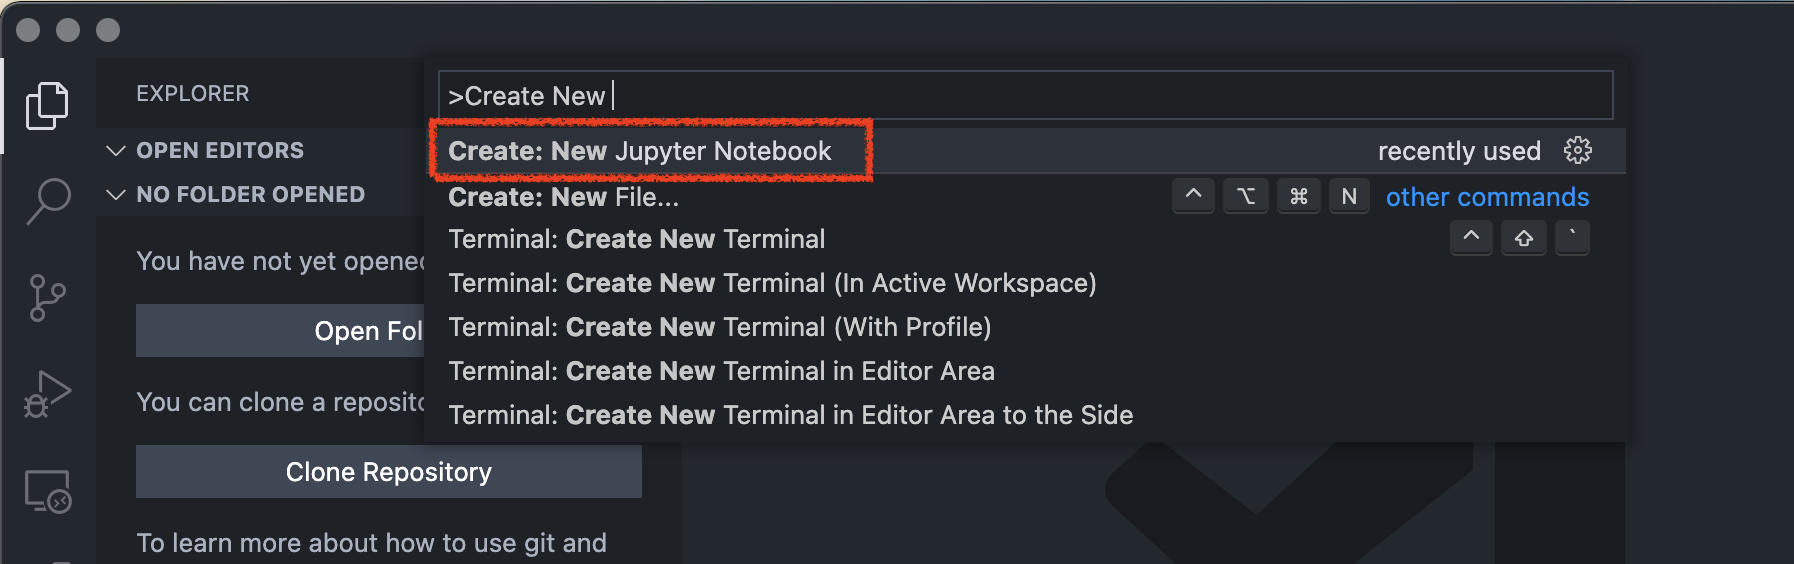 EXPLORER
>Create New
OPEN EDITORS
Create: New Jupyter Notebook recently used
NO FOLDER OPENED
Create: New File... ^ ⌥ ⌘ N other commands
Terminal: Create New Terminal ^ ⇧ `
You have not yet opened
Terminal: Create New Terminal (In Active Workspace)
Open Fol
Terminal: Create New Terminal (With Profile)
Terminal: Create New Terminal in Editor Area
You can clone a reposito
Terminal: Create New Terminal in Editor Area to the Side
Clone Repository
To learn more about how to use git and